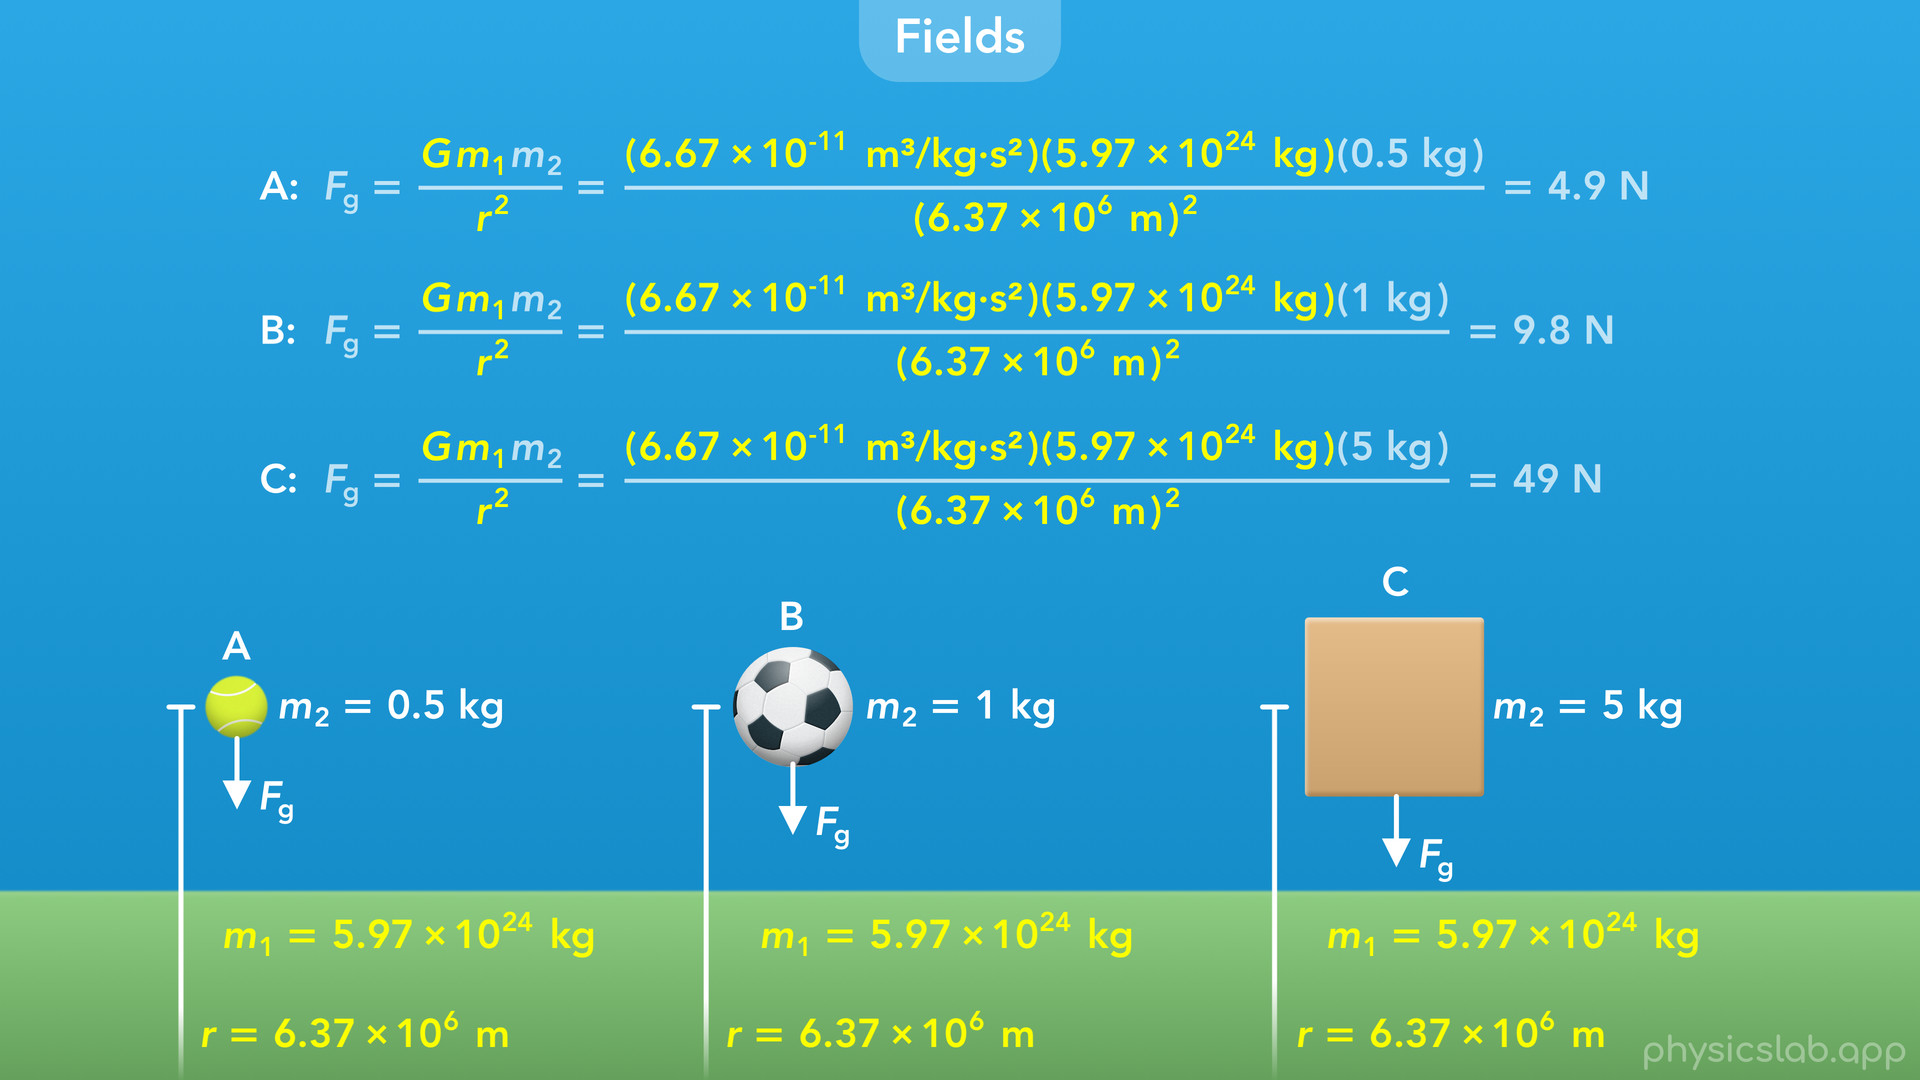 Fields
A: Fg = Gm₁m₂ / r² = (6.67 × 10⁻¹¹ m³/kg·s²)(5.97 × 10²⁴ kg)(0.5 kg) / (6.37 × 10⁶ m)² = 4.9 N
B: Fg = Gm₁m₂ / r² = (6.67 × 10⁻¹¹ m³/kg·s²)(5.97 × 10²⁴ kg)(1 kg) / (6.37 × 10⁶ m)² = 9.8 N
C: Fg = Gm₁m₂ / r² = (6.67 × 10⁻¹¹ m³/kg·s²)(5.97 × 10²⁴ kg)(5 kg) / (6.37 × 10⁶ m)² = 49 N
A
m₂ = 0.5 kg
Fg
m₁ = 5.97 × 10²⁴ kg
r = 6.37 × 10⁶ m
B
m₂ = 1 kg
Fg
m₁ = 5.97 × 10²⁴ kg
r = 6.37 × 10⁶ m
C
m₂ = 5 kg
Fg
m₁ = 5.97 × 10²⁴ kg
r = 6.37 × 10⁶ m
physicslab.app